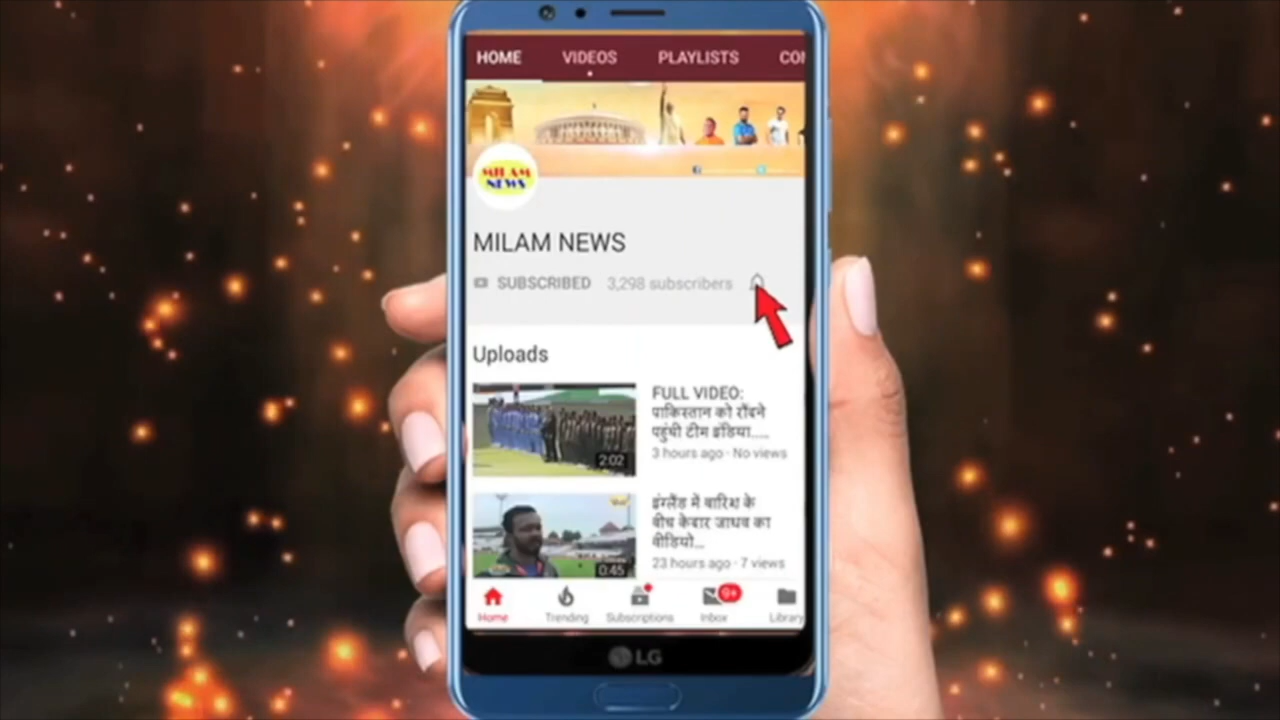 HOME VIDEOS PLAYLISTS CO
MILAM
NEWS
MILAM NEWS
SUBSCRIBED 3,298 subscribers
Uploads
FULL VIDEO:
पाकिस्तान को रौंदने
पहुंची टीम इंडिया.....
3 hours ago · No views
2:02
इंग्लैंड में बारिश के
बीच केदार जाधव का
वीडियो...
23 hours ago · 7 views
0:45
9+
Home Trending Subscriptions Inbox Library
LG